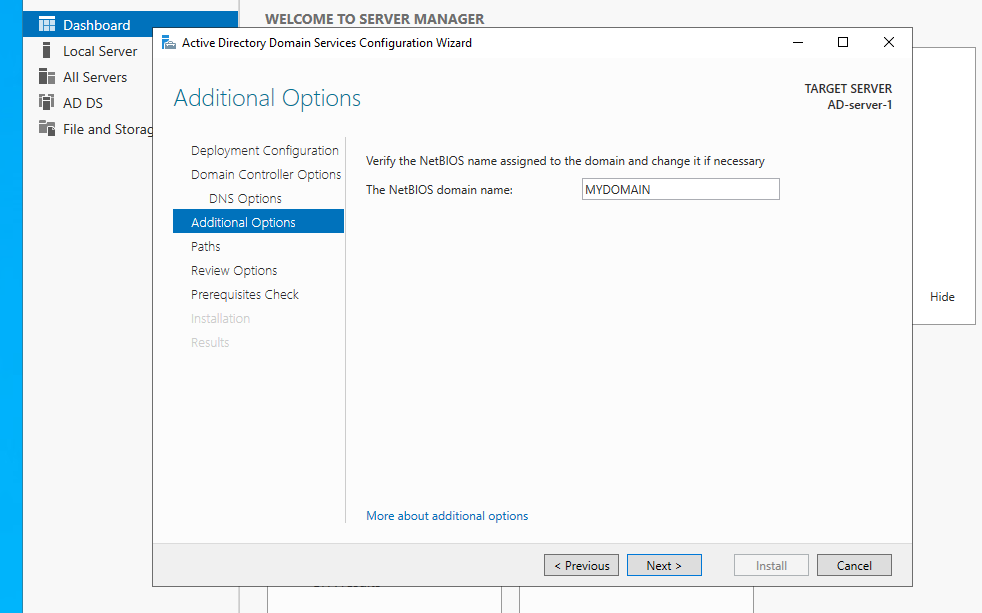 WELCOME TO SERVER MANAGER
Dashboard
Local Server
All Servers
AD DS
File and Storag
Active Directory Domain Services Configuration Wizard
Additional Options
TARGET SERVER
AD-server-1
Deployment Configuration
Domain Controller Options
DNS Options
Additional Options
Paths
Review Options
Prerequisites Check
Installation
Results
Verify the NetBIOS name assigned to the domain and change it if necessary
The NetBIOS domain name: MYDOMAIN
More about additional options
Hide
< Previous Next > Install Cancel